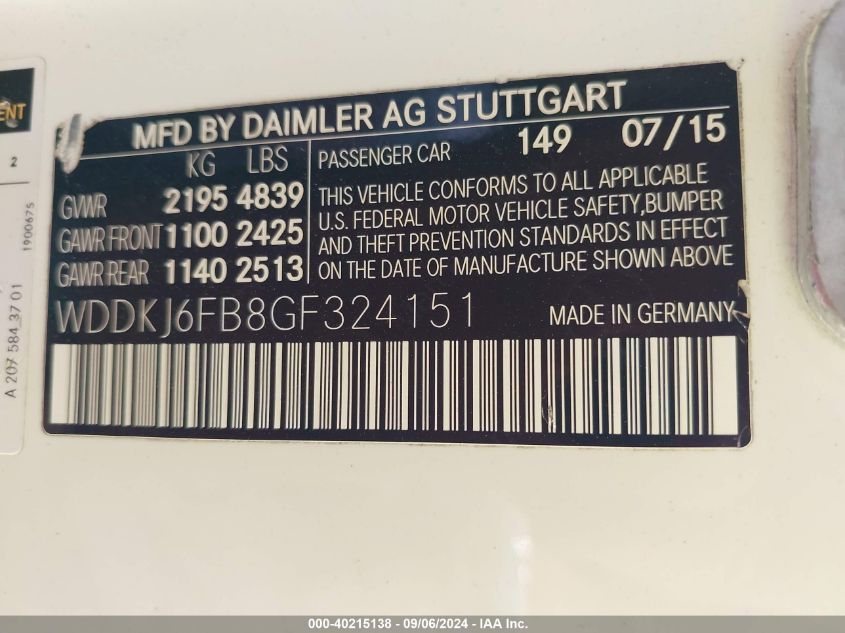 MFD BY DAIMLER AG STUTTGART
KG LBS
GVWR 2195 4839
GAWR FRONT 1100 2425
GAWR REAR 1140 2513
PASSENGER CAR 149 07/15
THIS VEHICLE CONFORMS TO ALL APPLICABLE
U.S. FEDERAL MOTOR VEHICLE SAFETY,BUMPER
AND THEFT PREVENTION STANDARDS IN EFFECT
ON THE DATE OF MANUFACTURE SHOWN ABOVE
WDDKJ6FB8GF324151 MADE IN GERMANY
2
1900675
A 207 584 37 01
000-40215138 - 09/06/2024 - IAA Inc.